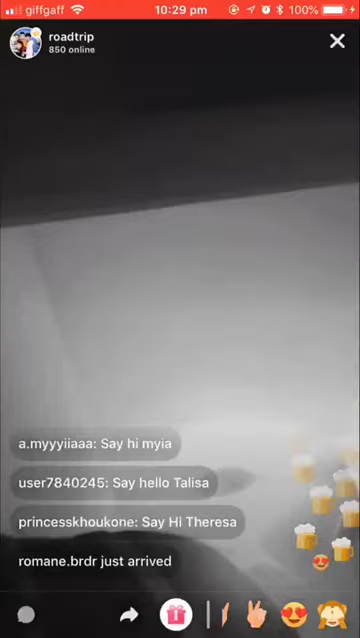 giffgaff 10:29 pm 100%
roadtrip
850 online
a.myyyiiaaa: Say hi myia
user7840245: Say hello Talisa
princesskhoukone: Say Hi Theresa
romane.brdr just arrived